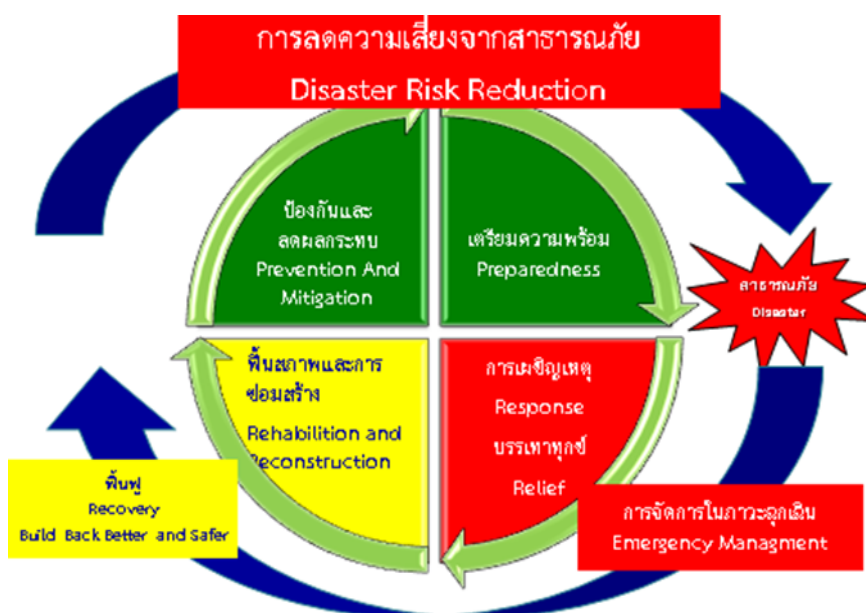 การลดความเสี่ยงจากสาธารณภัย
Disaster Risk Reduction
ป้องกันและ
ลดผลกระทบ
Prevention And
Mitigation
เตรียมความพร้อม
Preparedness
สาธารณภัย
Disaster
ฟื้นสภาพและการ
ซ่อมสร้าง
Rehabilition and
Reconstruction
การเผชิญเหตุ
Response
บรรเทาทุกข์
Relief
ฟื้นฟู
Recovery
Build Back Better and Safer
การจัดการในภาวะฉุกเฉิน
Emergency Managment